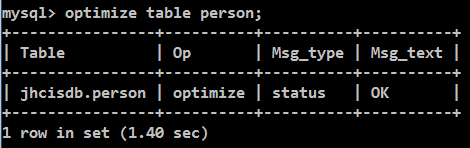 mysql> optimize table person;
+----------------+----------+----------+----------+
| Table          | Op       | Msg_type | Msg_text |
+----------------+----------+----------+----------+
| jhcisdb.person | optimize | status   | OK       |
+----------------+----------+----------+----------+
1 row in set (1.40 sec)